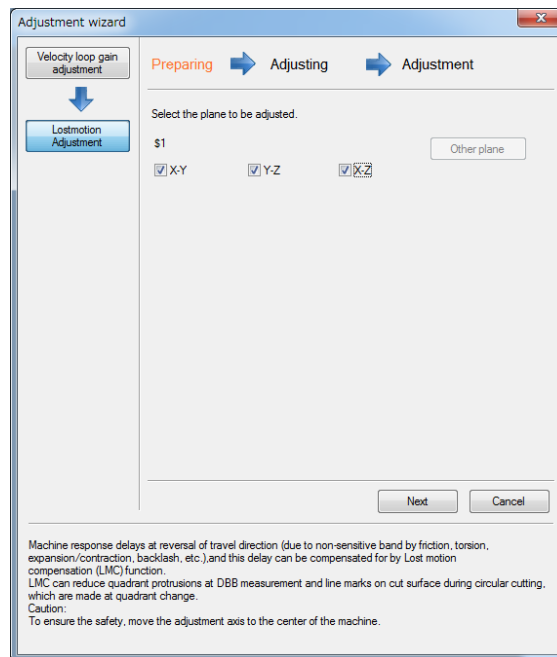 Adjustment wizard
Velocity loop gain
adjustment
Preparing Adjusting Adjustment
Lostmotion
Adjustment
Select the plane to be adjusted.
$1
Other plane
X-Y Y-Z X-Z
Next Cancel
Machine response delays at reversal of travel direction (due to non-sensitive band by friction, torsion,
expansion/contraction, backlash, etc.),and this delay can be compensated for by Lost motion
compensation (LMC) function.
LMC can reduce quadrant protrusions at DBB measurement and line marks on cut surface during circular cutting,
which are made at quadrant change.
Caution:
To ensure the safety, move the adjustment axis to the center of the machine.